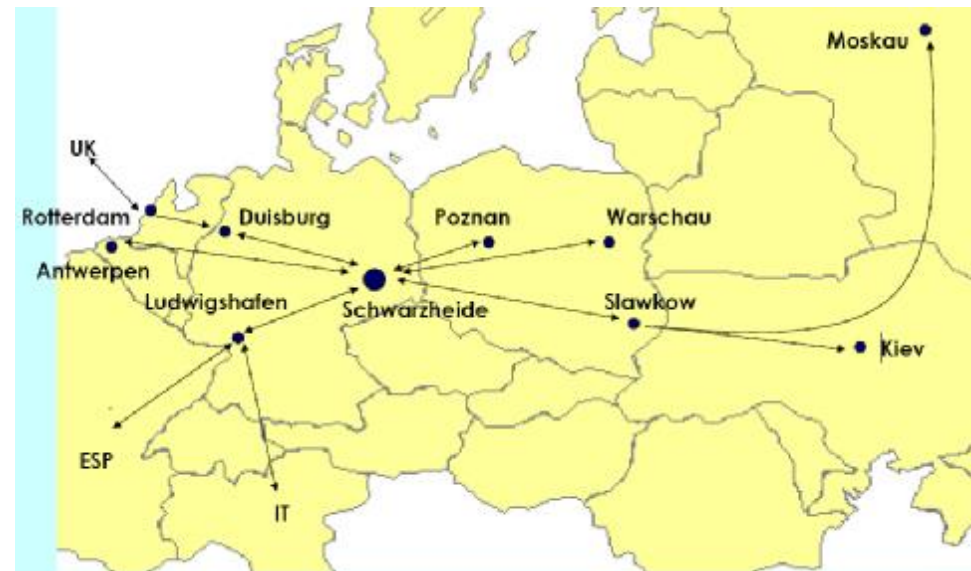 Moskau
UK
Rotterdam
Duisburg
Poznan
Warschau
Antwerpen
Ludwigshafen
Schwarzheide
Slawkow
Kiev
ESP
IT